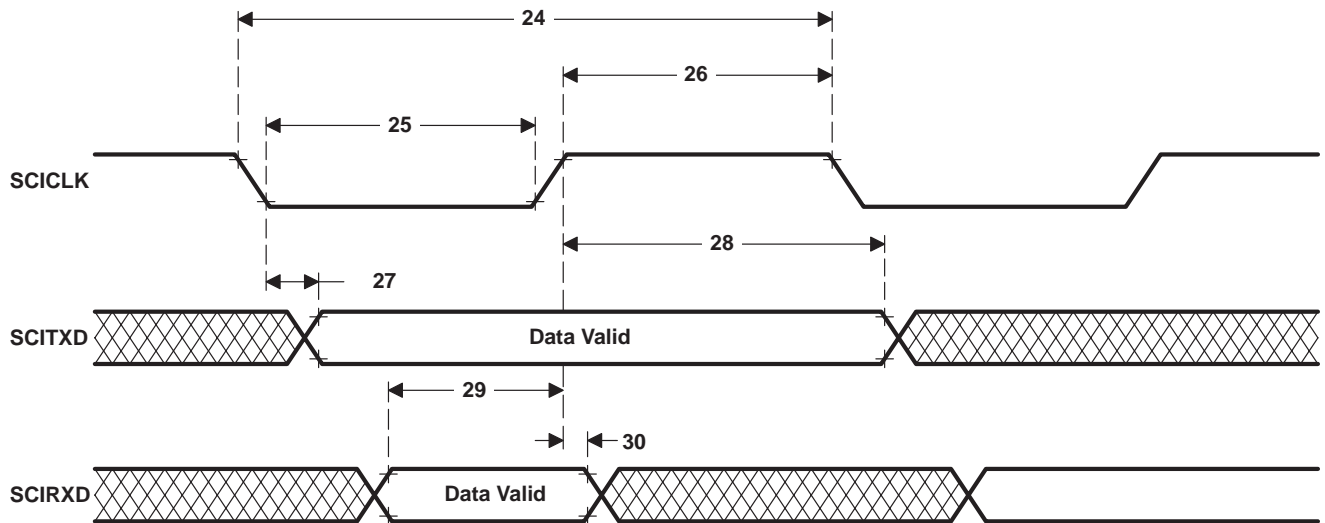 24
26
25
SCICLK
28
27
SCITXD
Data Valid
29
30
SCIRXD
Data Valid